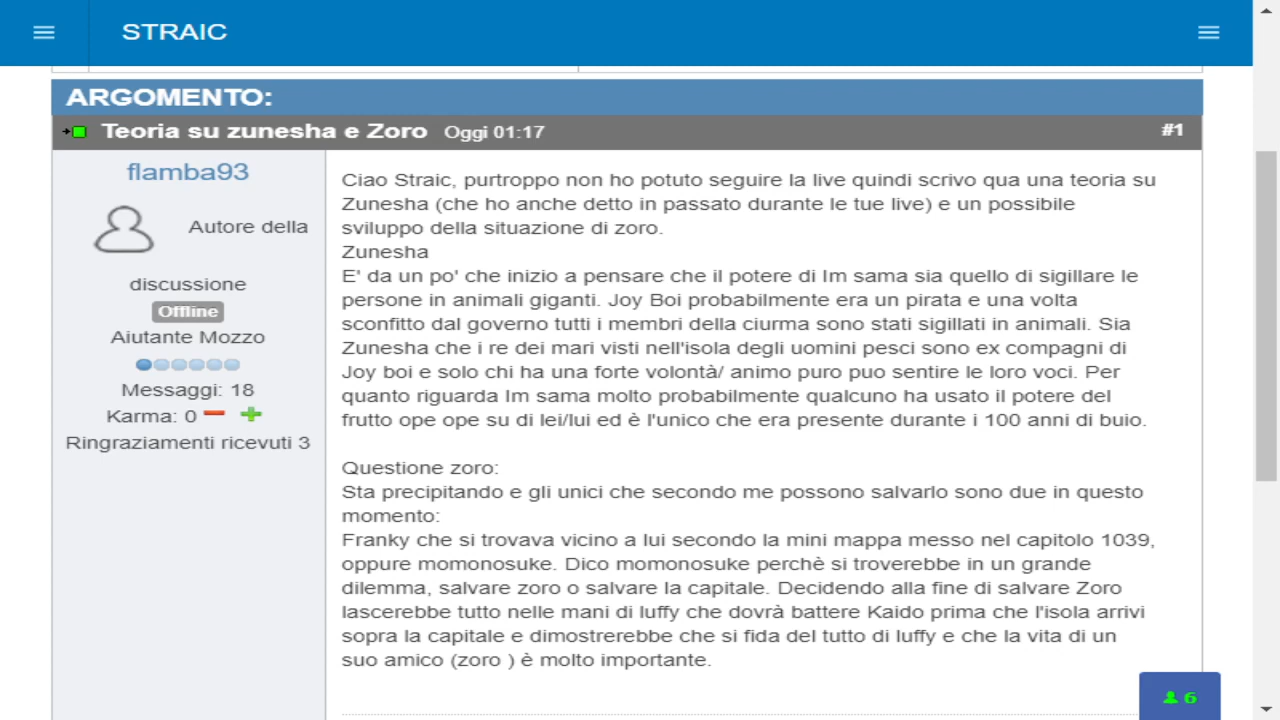 STRAIC
ARGOMENTO:
Teoria su zunesha e Zoro Oggi 01:17
#1
flamba93
Autore della
discussione
Offline
Aiutante Mozzo
Messaggi: 18
Karma: 0
Ringraziamenti ricevuti 3
Ciao Straic, purtroppo non ho potuto seguire la live quindi scrivo qua una teoria su
Zunesha (che ho anche detto in passato durante le tue live) e un possibile
sviluppo della situazione di zoro.
Zunesha
E' da un po' che inizio a pensare che il potere di Im sama sia quello di sigillare le
persone in animali giganti. Joy Boi probabilmente era un pirata e una volta
sconfitto dal governo tutti i membri della ciurma sono stati sigillati in animali. Sia
Zunesha che i re dei mari visti nell'isola degli uomini pesci sono ex compagni di
Joy boi e solo chi ha una forte volontà/ animo puro puo sentire le loro voci. Per
quanto riguarda Im sama molto probabilmente qualcuno ha usato il potere del
frutto ope ope su di lei/lui ed è l'unico che era presente durante i 100 anni di buio.
Questione zoro:
Sta precipitando e gli unici che secondo me possono salvarlo sono due in questo
momento:
Franky che si trovava vicino a lui secondo la mini mappa messo nel capitolo 1039,
oppure momonosuke. Dico momonosuke perchè si troverebbe in un grande
dilemma, salvare zoro o salvare la capitale. Decidendo alla fine di salvare Zoro
lascerebbe tutto nelle mani di luffy che dovrà battere Kaido prima che l'isola arrivi
sopra la capitale e dimostrerebbe che si fida del tutto di luffy e che la vita di un
suo amico (zoro ) è molto importante.
6